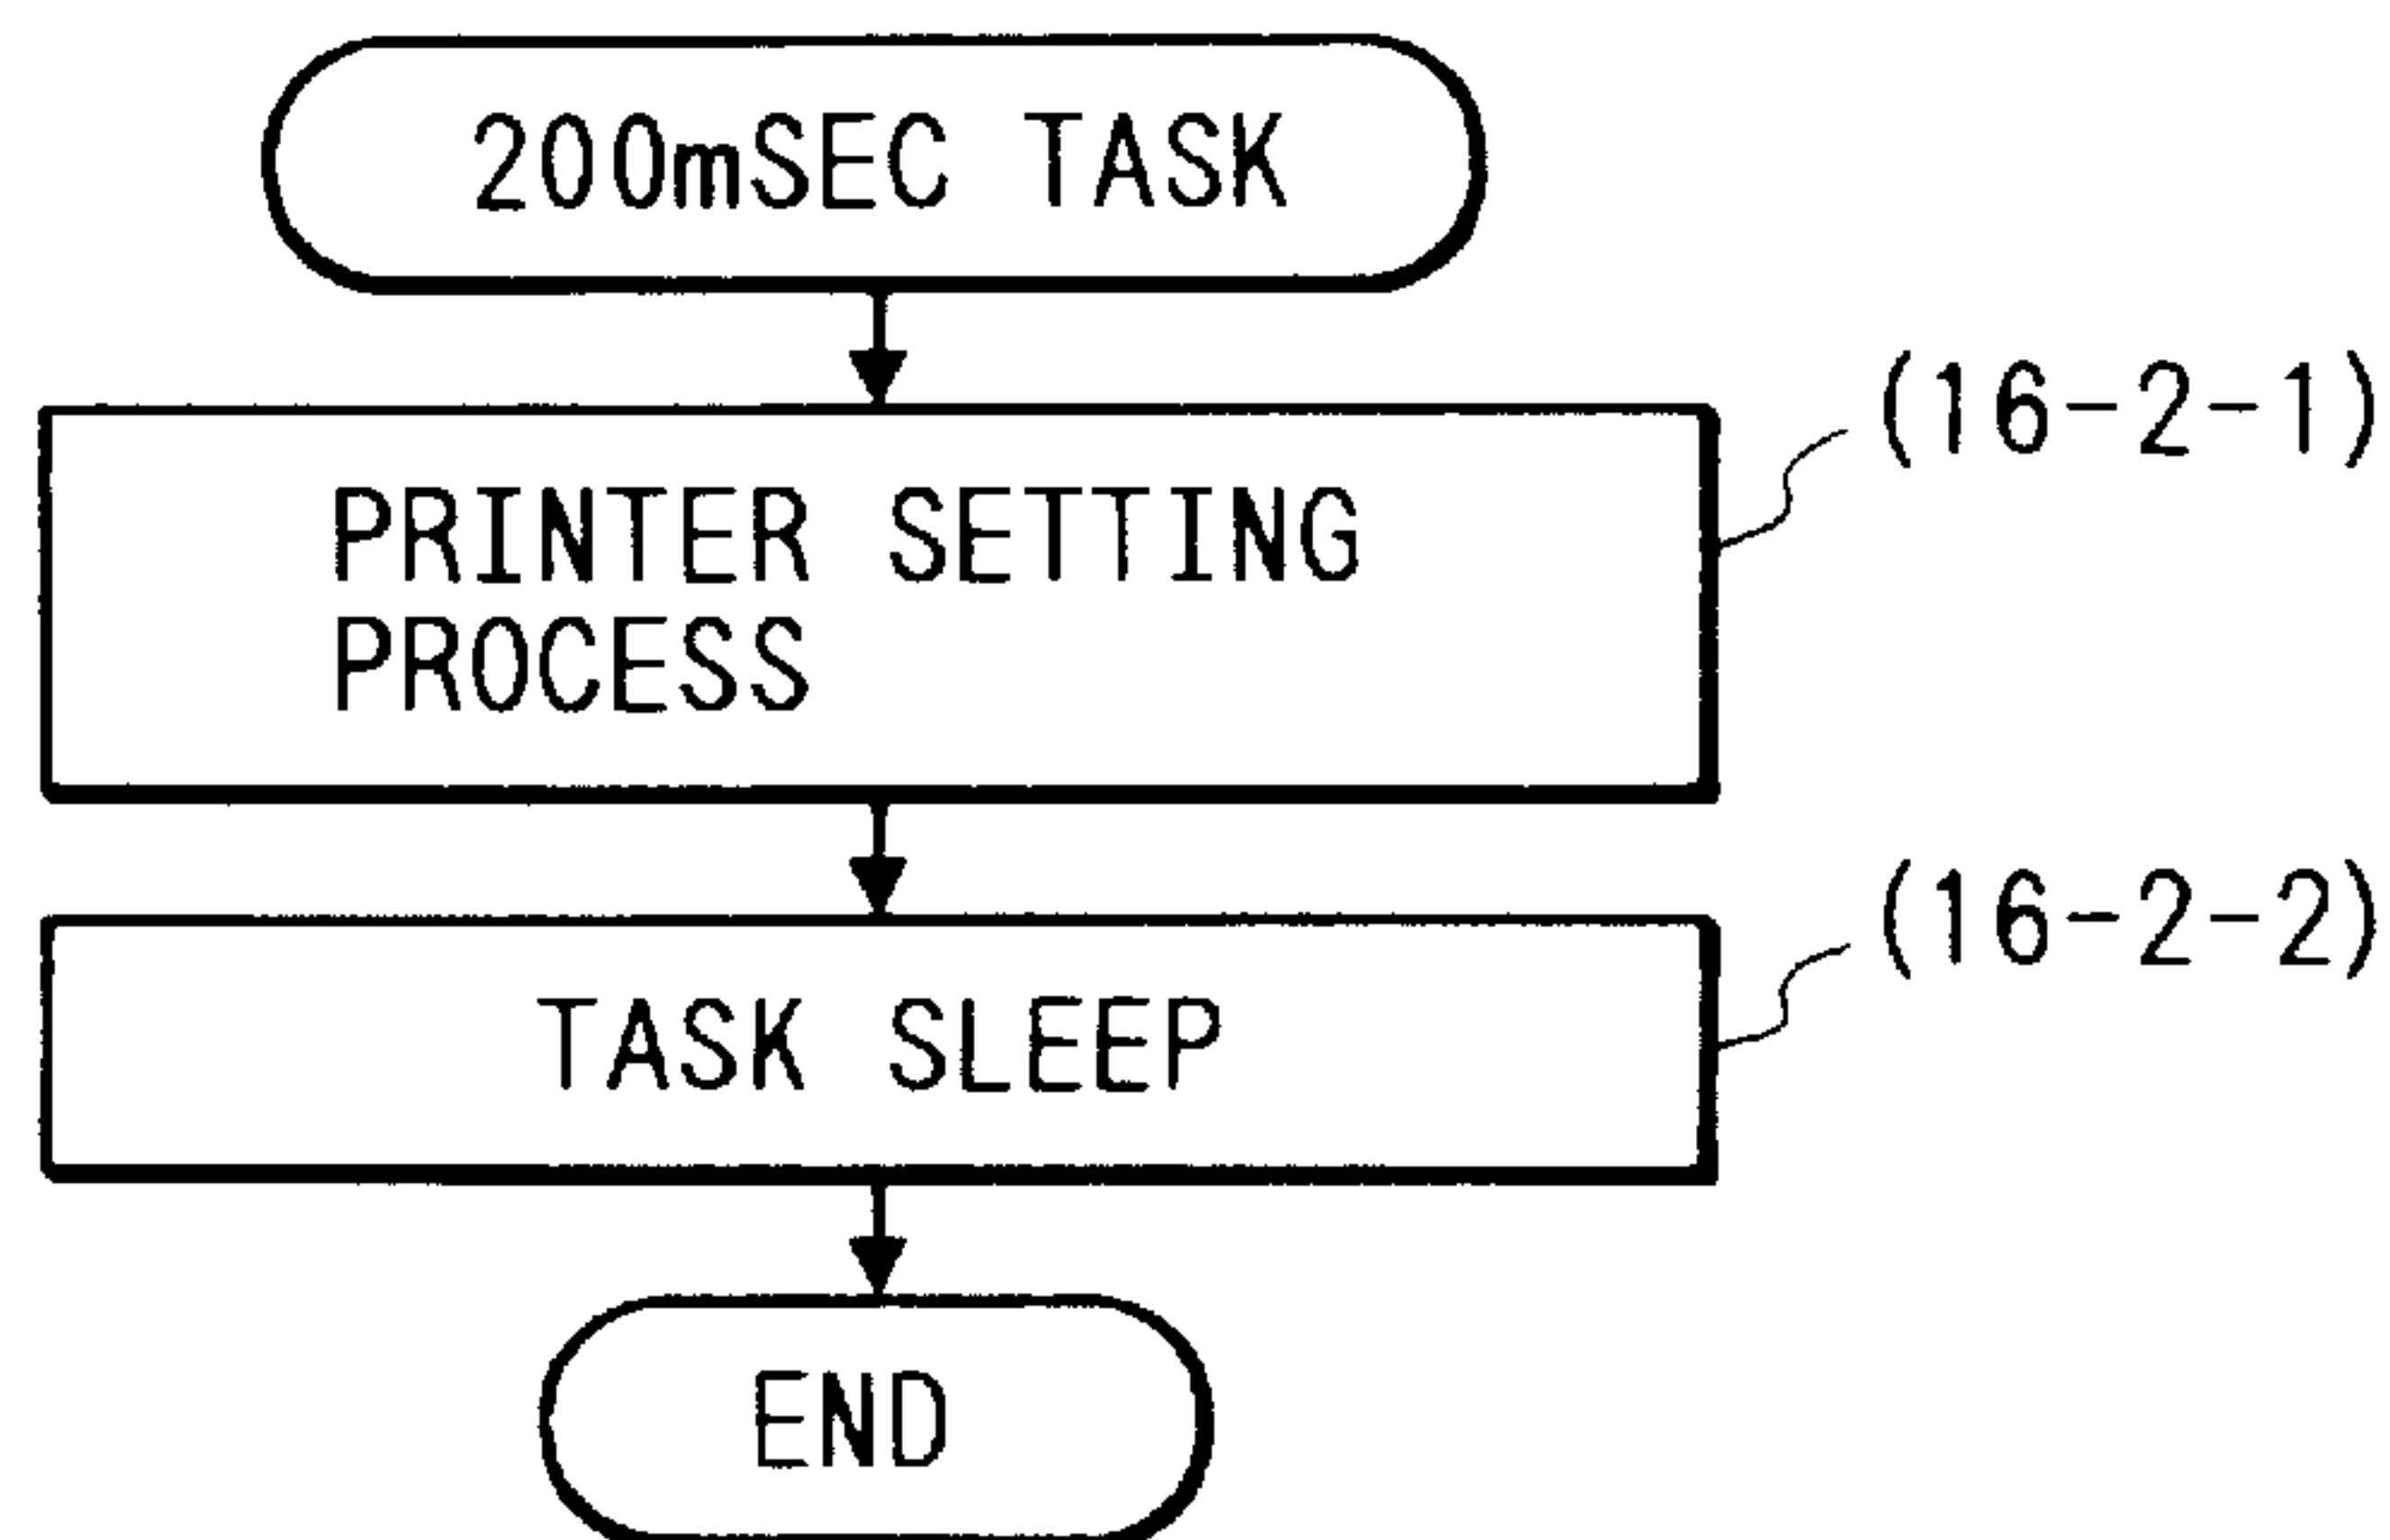 200mSEC TASK
(16-2-1)
PRINTER SETTING
PROCESS
(16-2-2)
TASK SLEEP
END